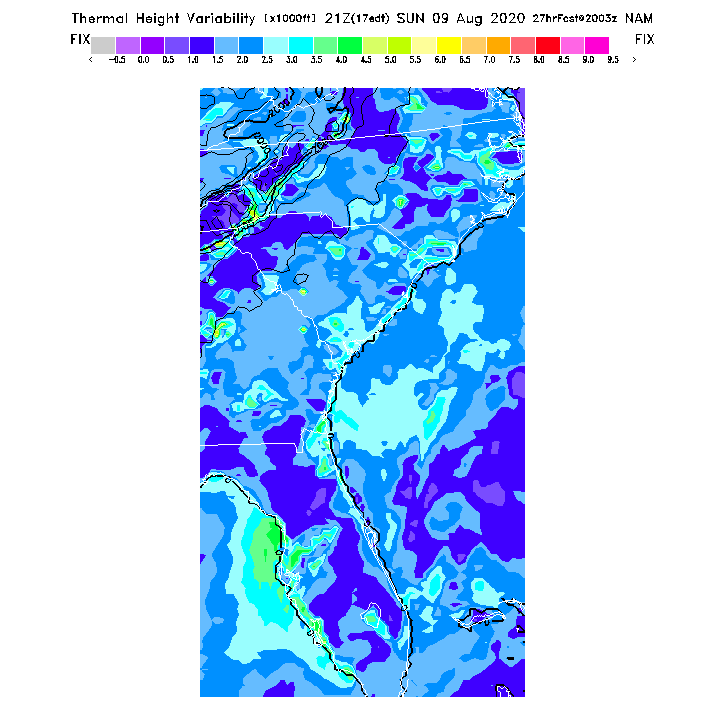 Thermal Height Variability [x1000ft] 21Z(17edt) SUN 09 Aug 2020 27hrFcst@2003z NAM
FIX FIX
< -0.5 0.0 0.5 1.0 1.5 2.0 2.5 3.0 3.5 4.0 4.5 5.0 5.5 6.0 6.5 7.0 7.5 8.0 8.5 9.0 9.5 >